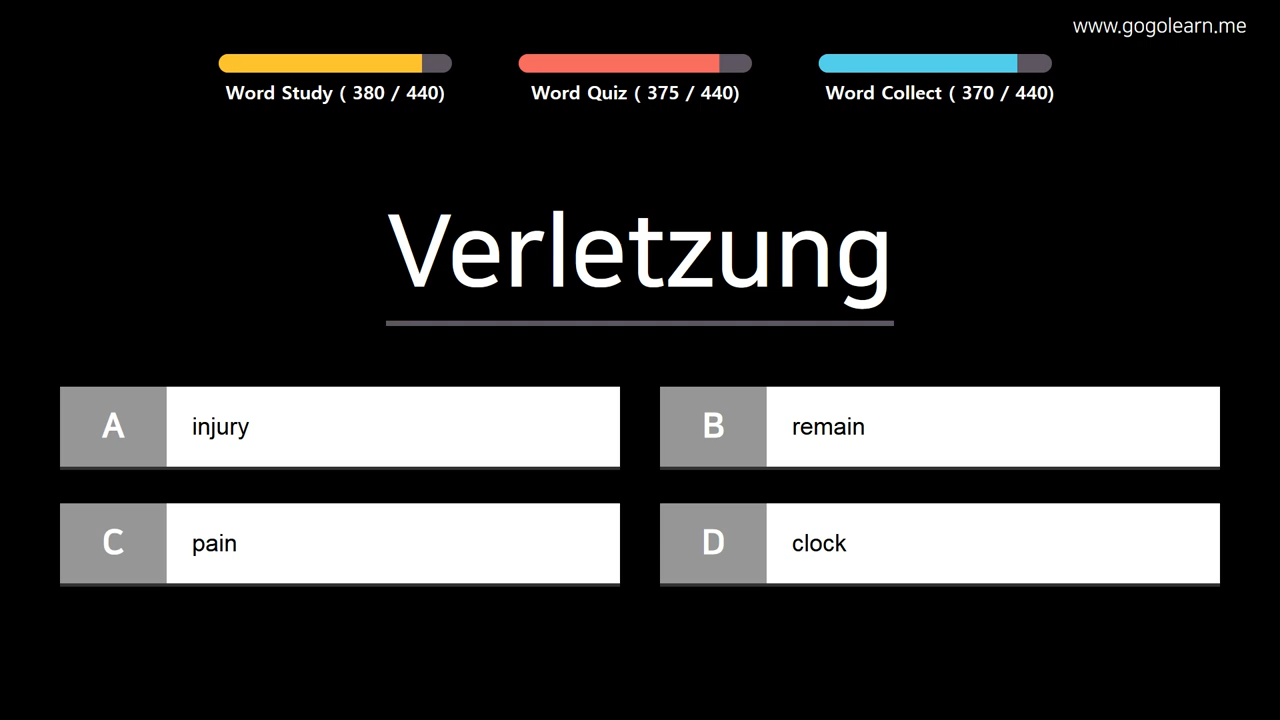 www.gogolearn.me
Word Study ( 380 / 440)
Word Quiz ( 375 / 440)
Word Collect ( 370 / 440)
Verletzung
A injury
B remain
C pain
D clock